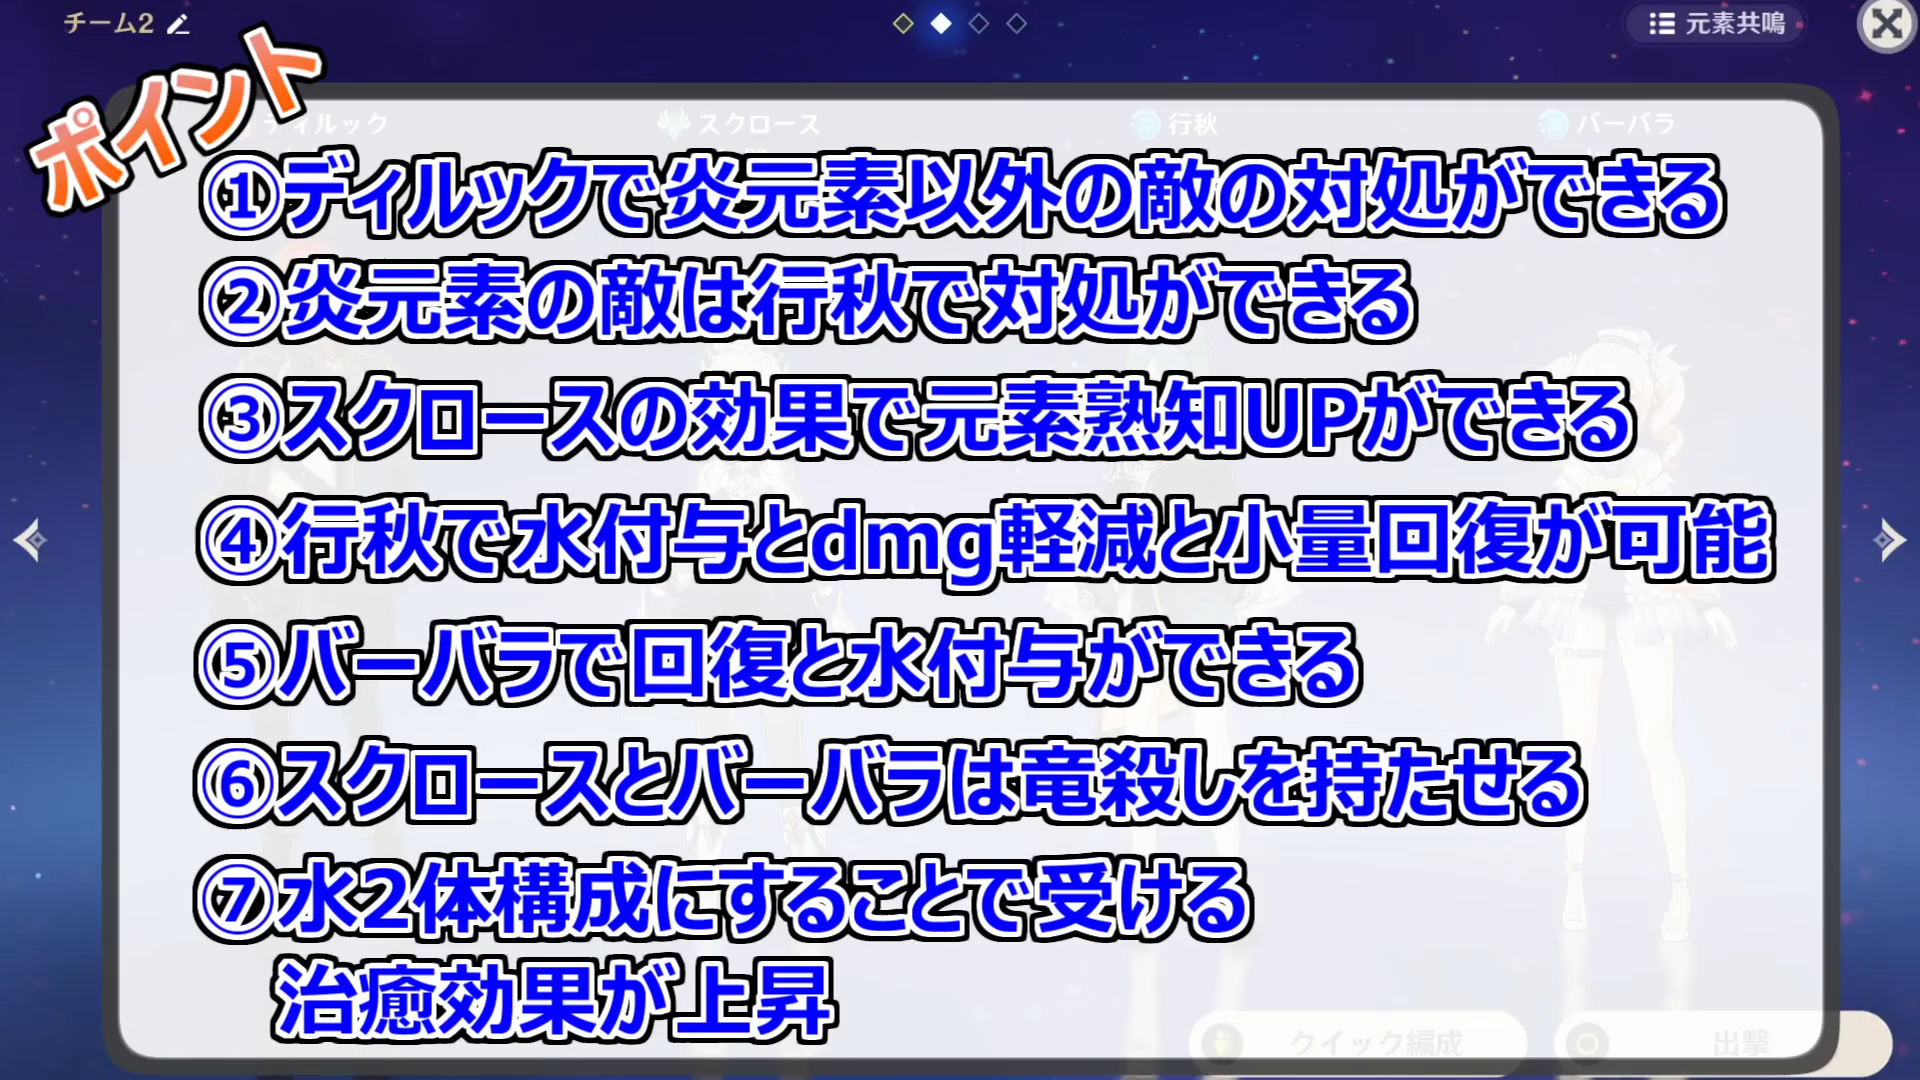 チーム2
元素共鳴
ポイント
ディルック
スクロース
行秋
バーバラ
①ディルックで炎元素以外の敵の対処ができる
②炎元素の敵は行秋で対処ができる
③スクロースの効果で元素熟知UPができる
④行秋で水付与とdmg軽減と小量回復が可能
⑤バーバラで回復と水付与ができる
⑥スクロースとバーバラは竜殺しを持たせる
⑦水2体構成にすることで受ける
治癒効果が上昇
クイック編成
出撃